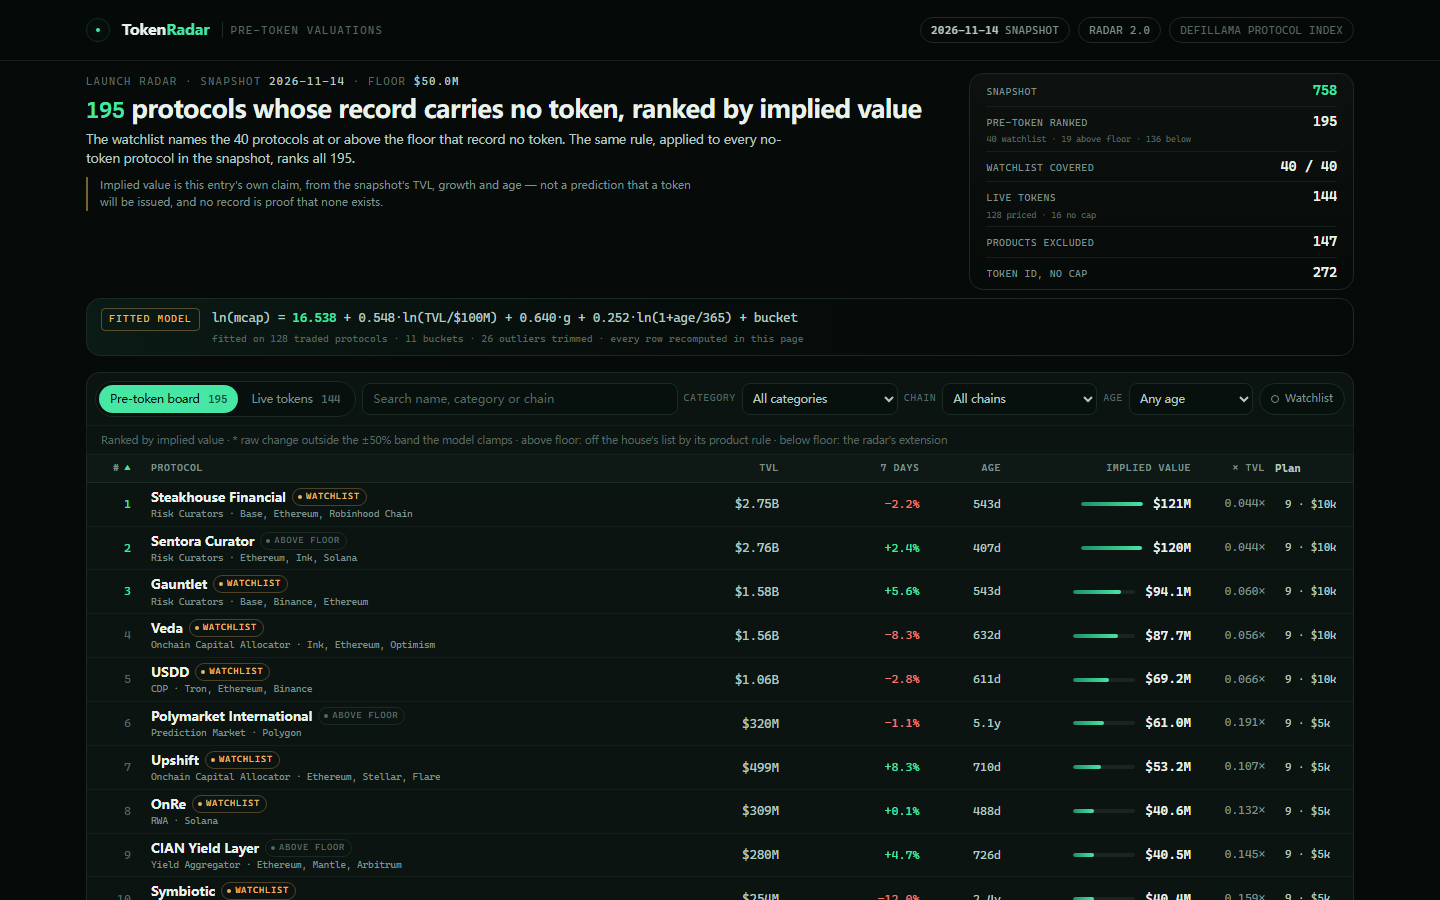 TokenRadar PRE-TOKEN VALUATIONS 2026-11-14 SNAPSHOT RADAR 2.0 DEFILLAMA PROTOCOL INDEX
LAUNCH RADAR · SNAPSHOT 2026-11-14 · FLOOR $50.0M
195 protocols whose record carries no token, ranked by implied value
The watchlist names the 40 protocols at or above the floor that record no token. The same rule, applied to every no-
token protocol in the snapshot, ranks all 195.
Implied value is this entry's own claim, from the snapshot's TVL, growth and age — not a prediction that a token
will be issued, and no record is proof that none exists.
SNAPSHOT 758
PRE-TOKEN RANKED 195
40 watchlist · 19 above floor · 136 below
WATCHLIST COVERED 40 / 40
LIVE TOKENS 144
128 priced · 16 no cap
PRODUCTS EXCLUDED 147
TOKEN ID, NO CAP 272
FITTED MODEL ln(mcap) = 16.538 + 0.548·ln(TVL/$100M) + 0.640·g + 0.252·ln(1+age/365) + bucket
fitted on 128 traded protocols · 11 buckets · 26 outliers trimmed · every row recomputed in this page
Pre-token board 195 Live tokens 144 Search name, category or chain CATEGORY All categories CHAIN All chains AGE Any age Watchlist
Ranked by implied value · * raw change outside the ±50% band the model clamps · above floor: off the house's list by its product rule · below floor: the radar's extension
# ▲ PROTOCOL TVL 7 DAYS AGE IMPLIED VALUE × TVL Plan
1 Steakhouse Financial WATCHLIST $2.75B −2.2% 543d $121M 0.044× 9 · $10k
Risk Curators · Base, Ethereum, Robinhood Chain
2 Sentora Curator ABOVE FLOOR $2.76B +2.4% 407d $120M 0.044× 9 · $10k
Risk Curators · Ethereum, Ink, Solana
3 Gauntlet WATCHLIST $1.58B +5.6% 543d $94.1M 0.060× 9 · $10k
Risk Curators · Base, Binance, Ethereum
4 Veda WATCHLIST $1.56B −8.3% 632d $87.7M 0.056× 9 · $10k
Onchain Capital Allocator · Ink, Ethereum, Optimism
5 USDD WATCHLIST $1.06B −2.8% 611d $69.2M 0.066× 9 · $10k
CDP · Tron, Ethereum, Binance
6 Polymarket International ABOVE FLOOR $320M −1.1% 5.1y $61.0M 0.191× 9 · $5k
Prediction Market · Polygon
7 Upshift WATCHLIST $499M +8.3% 710d $53.2M 0.107× 9 · $5k
Onchain Capital Allocator · Ethereum, Stellar, Flare
8 OnRe WATCHLIST $309M +0.1% 488d $40.6M 0.132× 9 · $5k
RWA · Solana
9 CIAN Yield Layer ABOVE FLOOR $280M +4.7% 726d $40.5M 0.145× 9 · $5k
Yield Aggregator · Ethereum, Mantle, Arbitrum
10 Symbiotic WATCHLIST $254M −12.0% 2.4y $40.4M 0.159× 9 · $5k